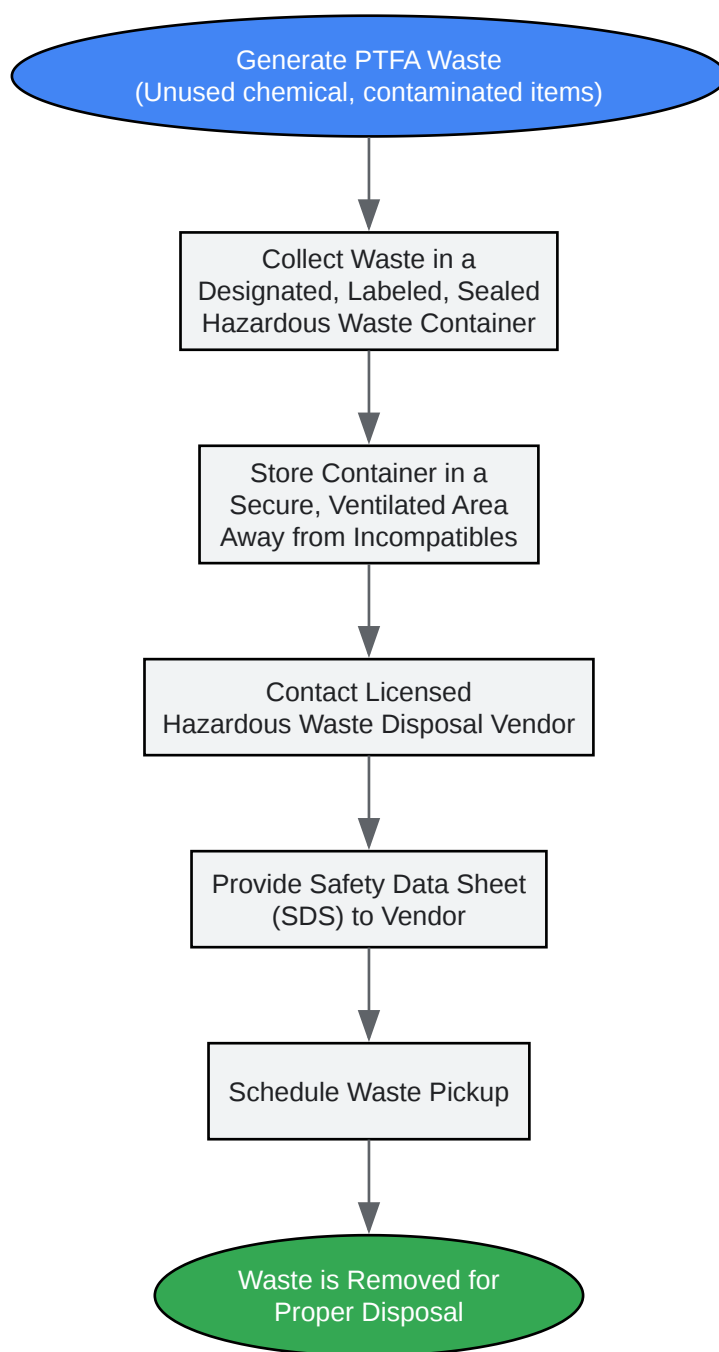 Generate PTFA Waste
(Unused chemical, contaminated items)
Collect Waste in a
Designated, Labeled, Sealed
Hazardous Waste Container
Store Container in a
Secure, Ventilated Area
Away from Incompatibles
Contact Licensed
Hazardous Waste Disposal Vendor
Provide Safety Data Sheet
(SDS) to Vendor
Schedule Waste Pickup
Waste is Removed for
Proper Disposal